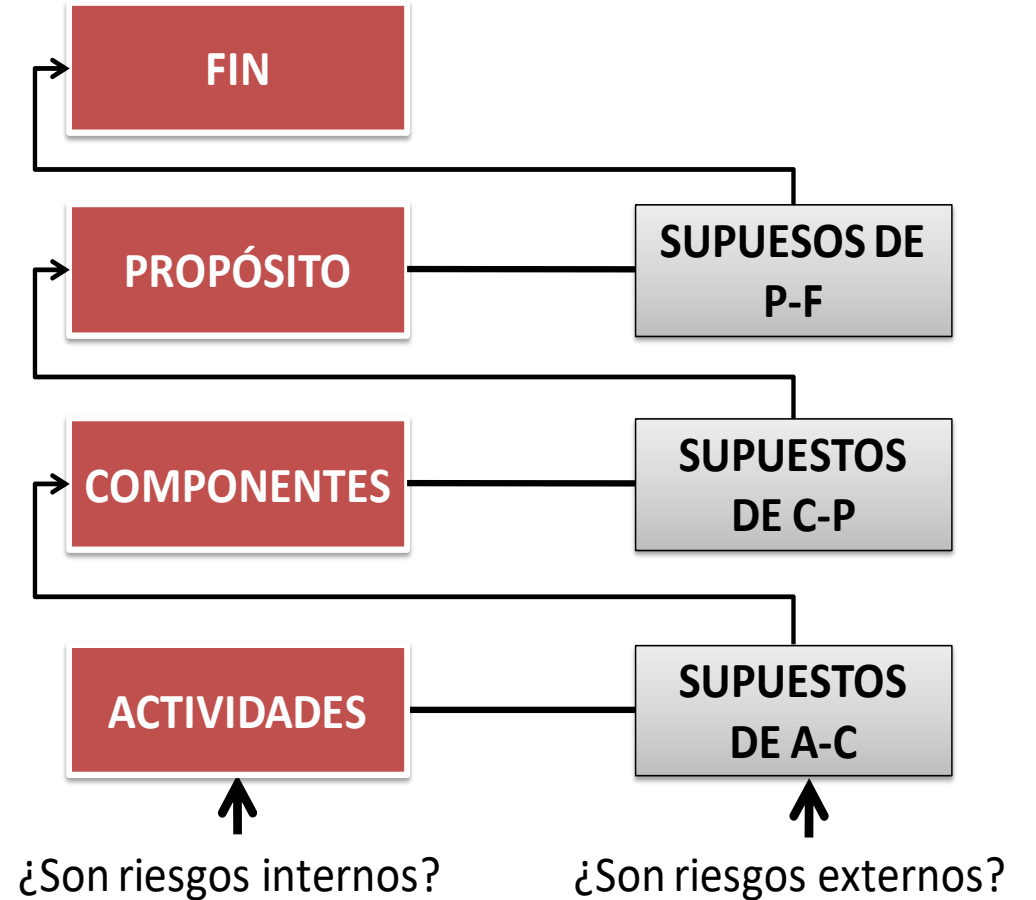 FIN
PROPÓSITO
SUPUESOS DE
P-F
COMPONENTES
SUPUESTOS
DE C-P
ACTIVIDADES
SUPUESTOS
DE A-C
¿Son riesgos internos?
¿Son riesgos externos?